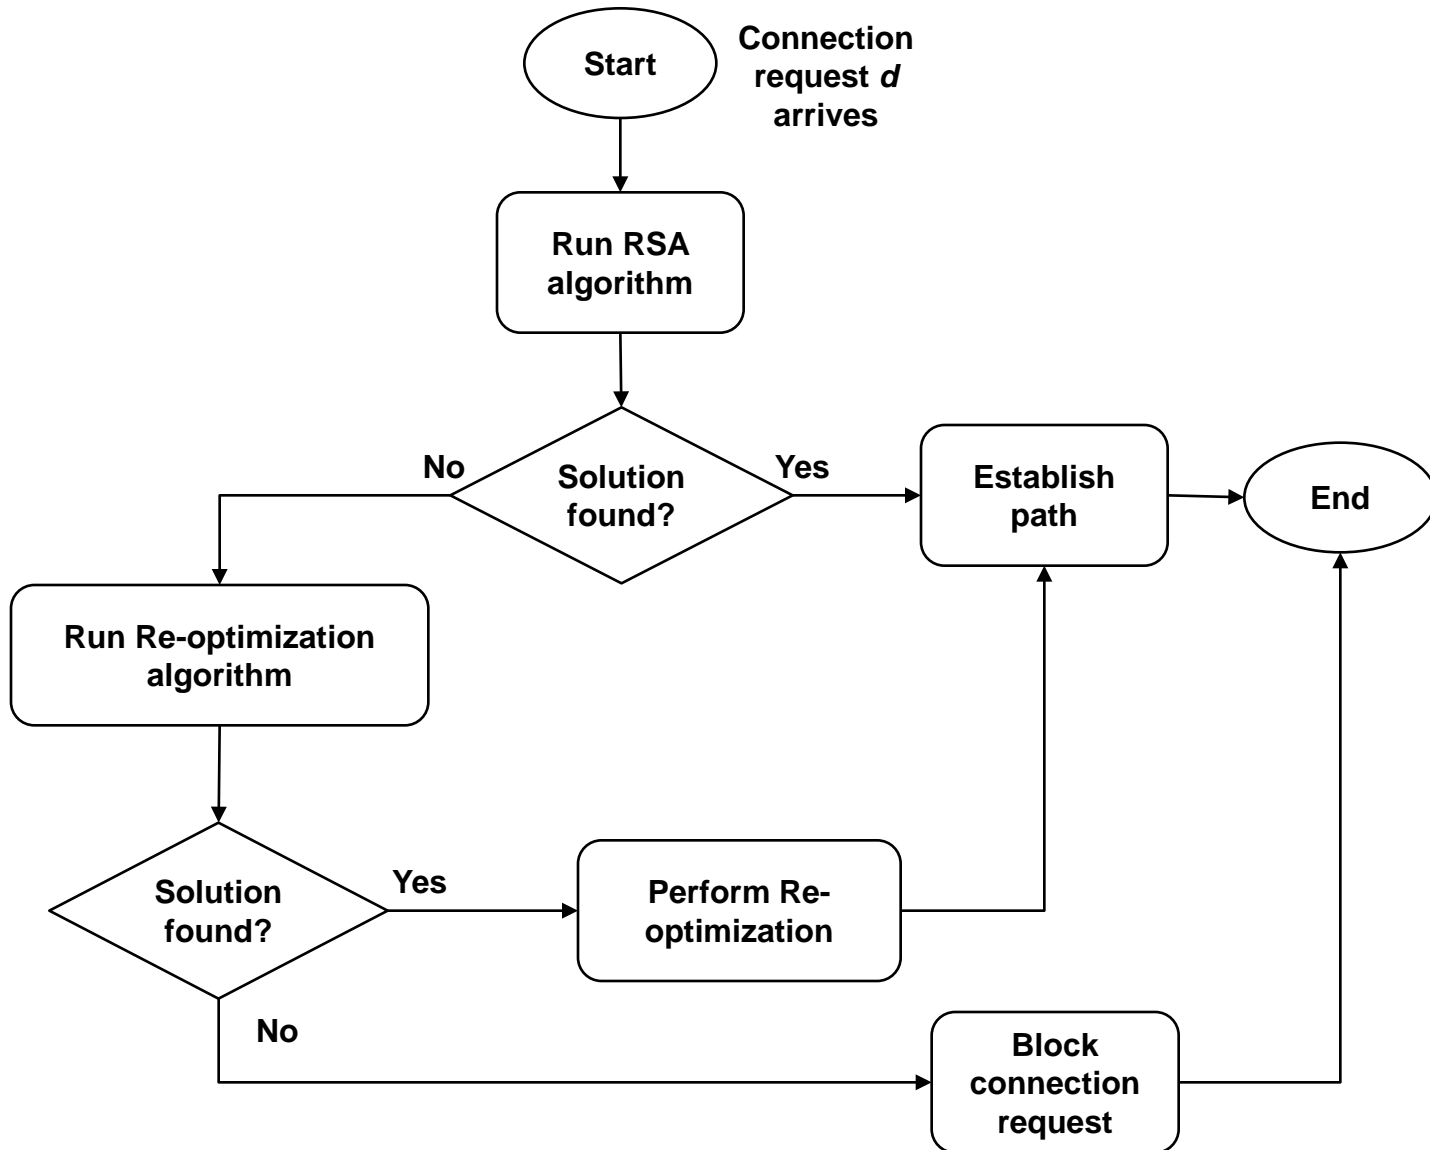 Start
Connection
request d
arrives
Run RSA
algorithm
No
Solution
found?
Yes
Establish
path
End
Run Re-optimization
algorithm
Solution
found?
Yes
Perform Re-
optimization
No
Block
connection
request